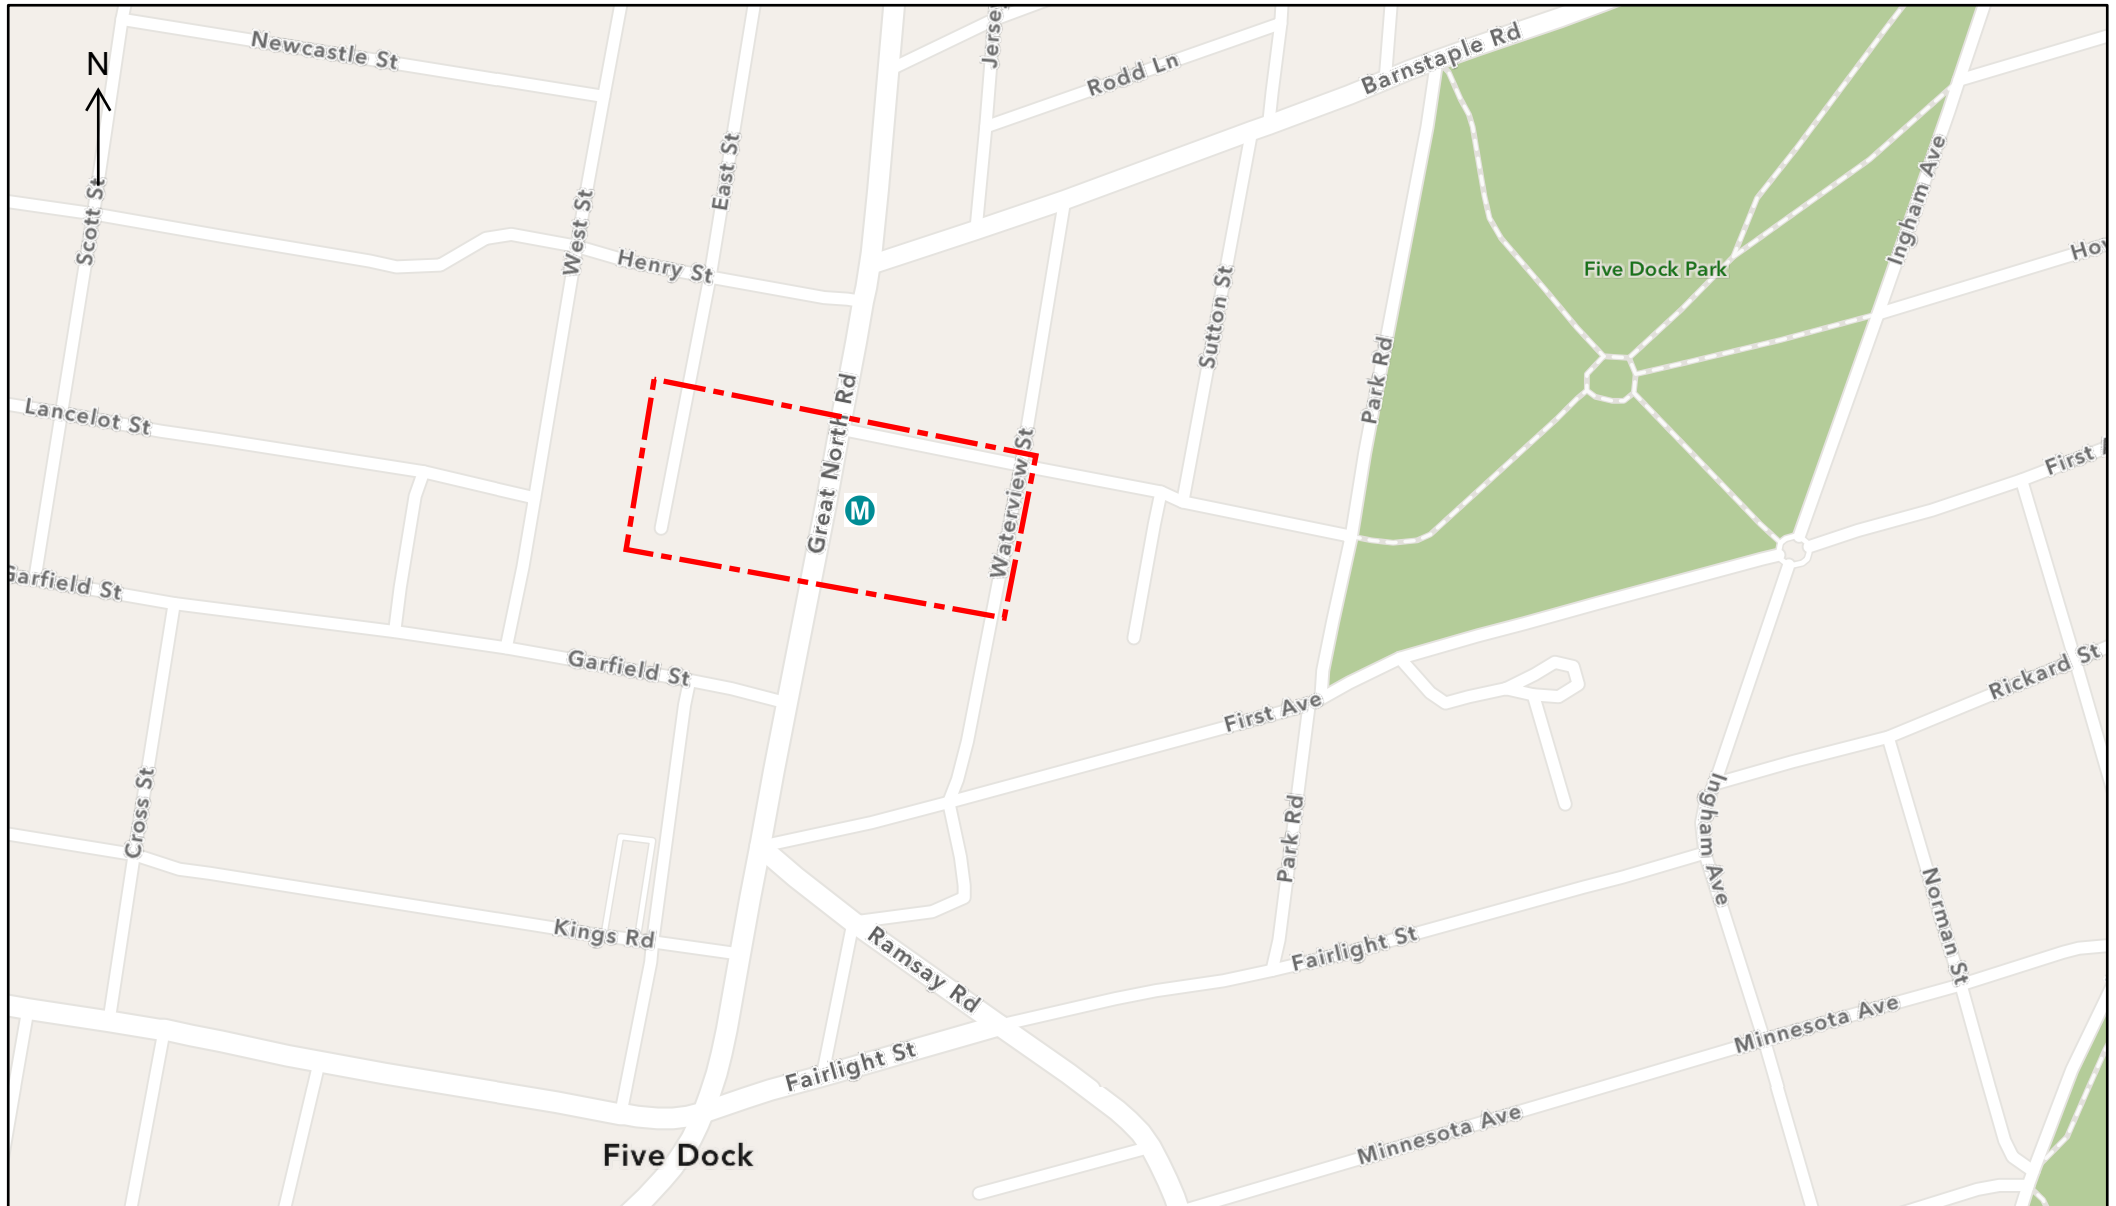 Newcastle St
N
Jersey
Rodd Ln
Barnstaple Rd
Scott St
West St
East St
Henry St
Sutton St
Five Dock Park
Ingham Ave
Park Rd
Lancelot St
Great North Rd
M
Waterview St
First
Garfield St
Garfield St
Rickard St
First Ave
Cross St
Park Rd
Ingham Ave
Kings Rd
Ramsay Rd
Fairlight St
Norman St
Fairlight St
Minnesota Ave
Minnesota Ave
Five Dock